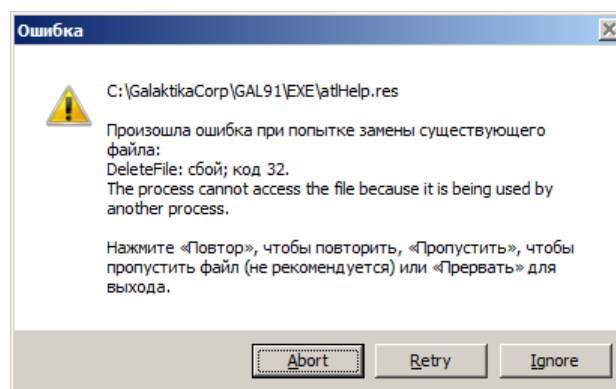 Ошибка
C:\GalaktikaCorp\GAL91\EXE\atlHelp.res
Произошла ошибка при попытке замены существующего
файла:
DeleteFile: сбой; код 32.
The process cannot access the file because it is being used by
another process.
Нажмите «Повтор», чтобы повторить, «Пропустить», чтобы
пропустить файл (не рекомендуется) или «Прервать» для
выхода.
Abort Retry Ignore